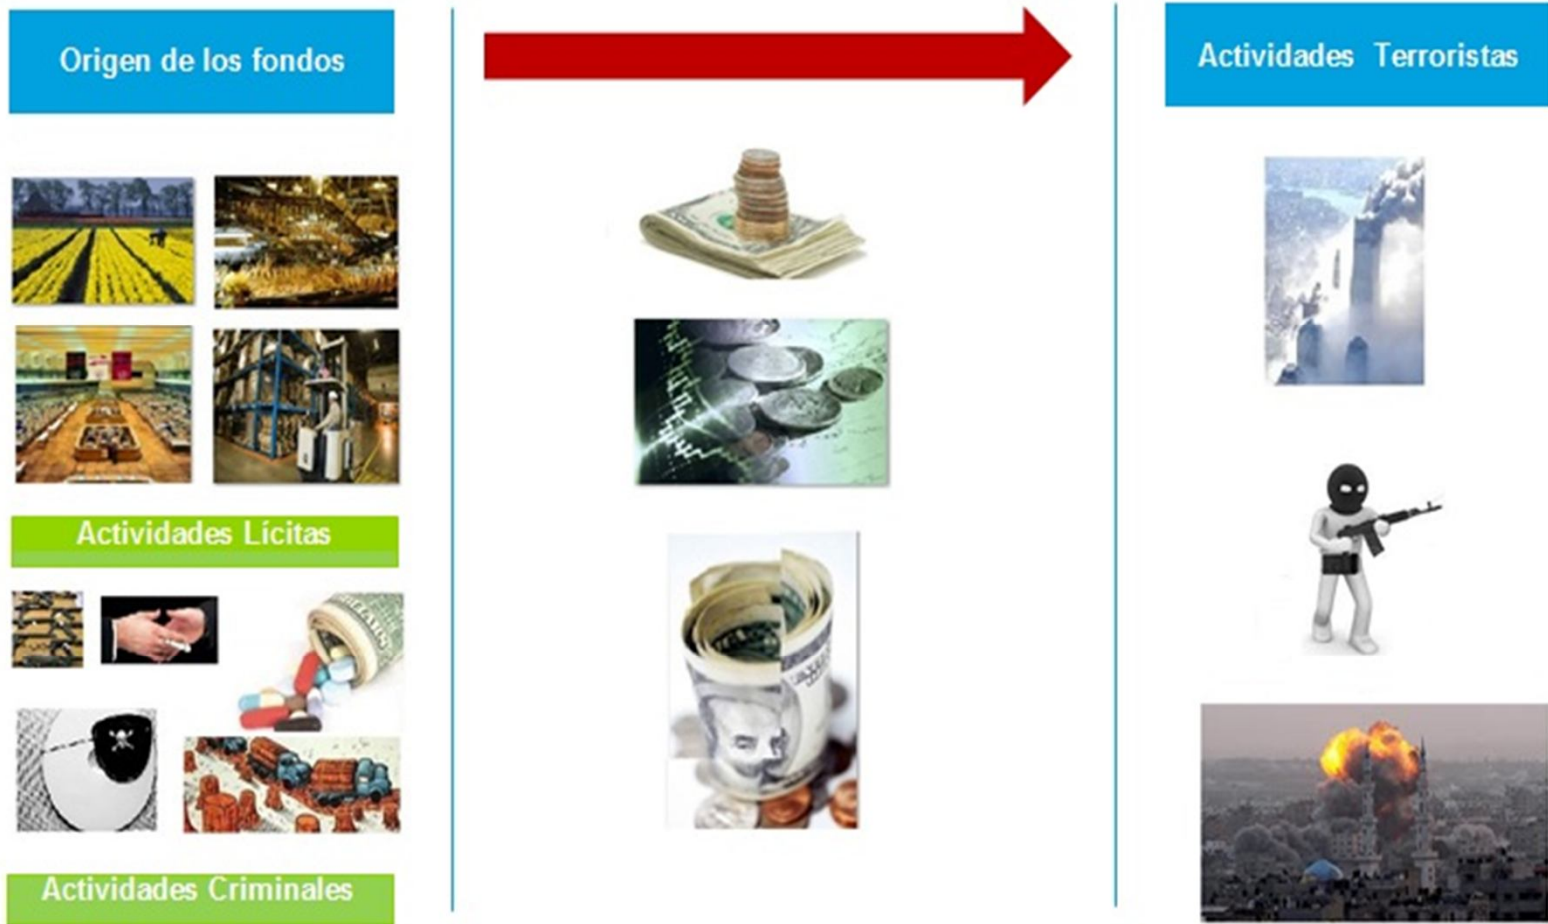 Origen de los fondos
Actividades Terroristas
Actividades Lícitas
Actividades Criminales